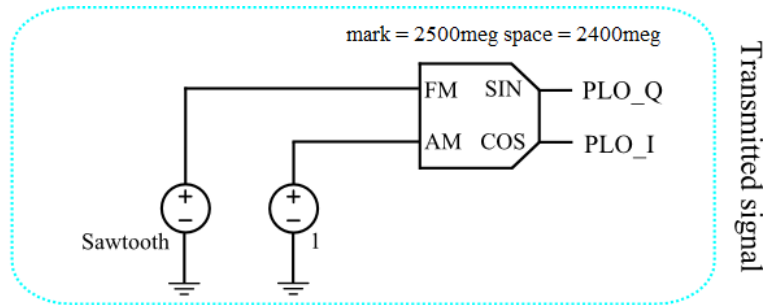 mark = 2500meg space = 2400meg
FM SIN PLO_Q
AM COS PLO_I
+ +
− −
Sawtooth 1
Transmitted signal